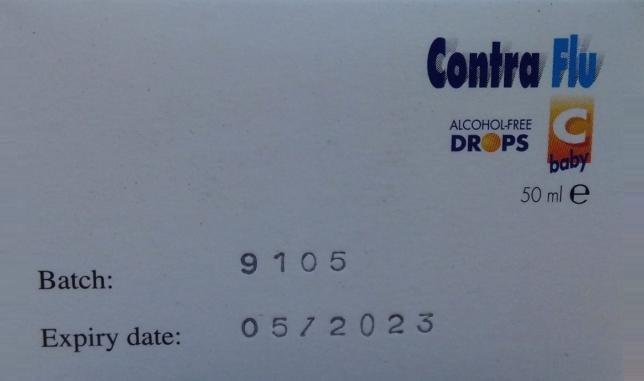 Contra Flu
ALCOHOL-FREE
DROPS
C
baby
50 ml ℮
Batch: 9105
Expiry date: 05/2023